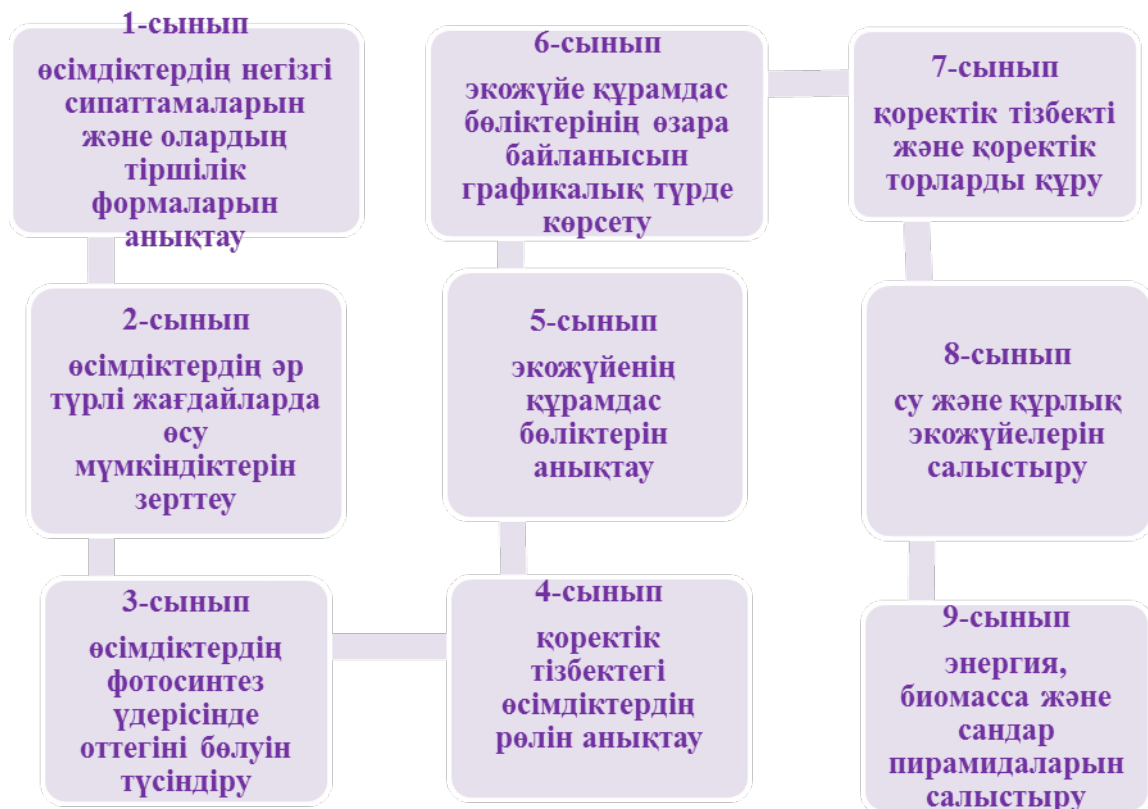 1-сынып
өсімдіктердің негізгі
сипаттамаларын
және олардың
тіршілік
формаларын
анықтау
2-сынып
өсімдіктердің әр
түрлі жағдайларда
өсу
мүмкіндіктерін
зерттеу
3-сынып
өсімдіктердің
фотосинтез
үдерісінде
оттегіні бөлуін
түсіндіру
4-сынып
қоректік
тізбектегі
өсімдіктердің
рөлін анықтау
5-сынып
экожүйенің
құрамдас
бөліктерін
анықтау
6-сынып
экожүйе құрамдас
бөліктерінің өзара
байланысын
графикалық түрде
көрсету
7-сынып
қоректік тізбекті
және қоректік
торларды құру
8-сынып
су және құрлық
экожүйелерін
салыстыру
9-сынып
энергия,
биомасса және
сандар
пирамидаларын
салыстыру